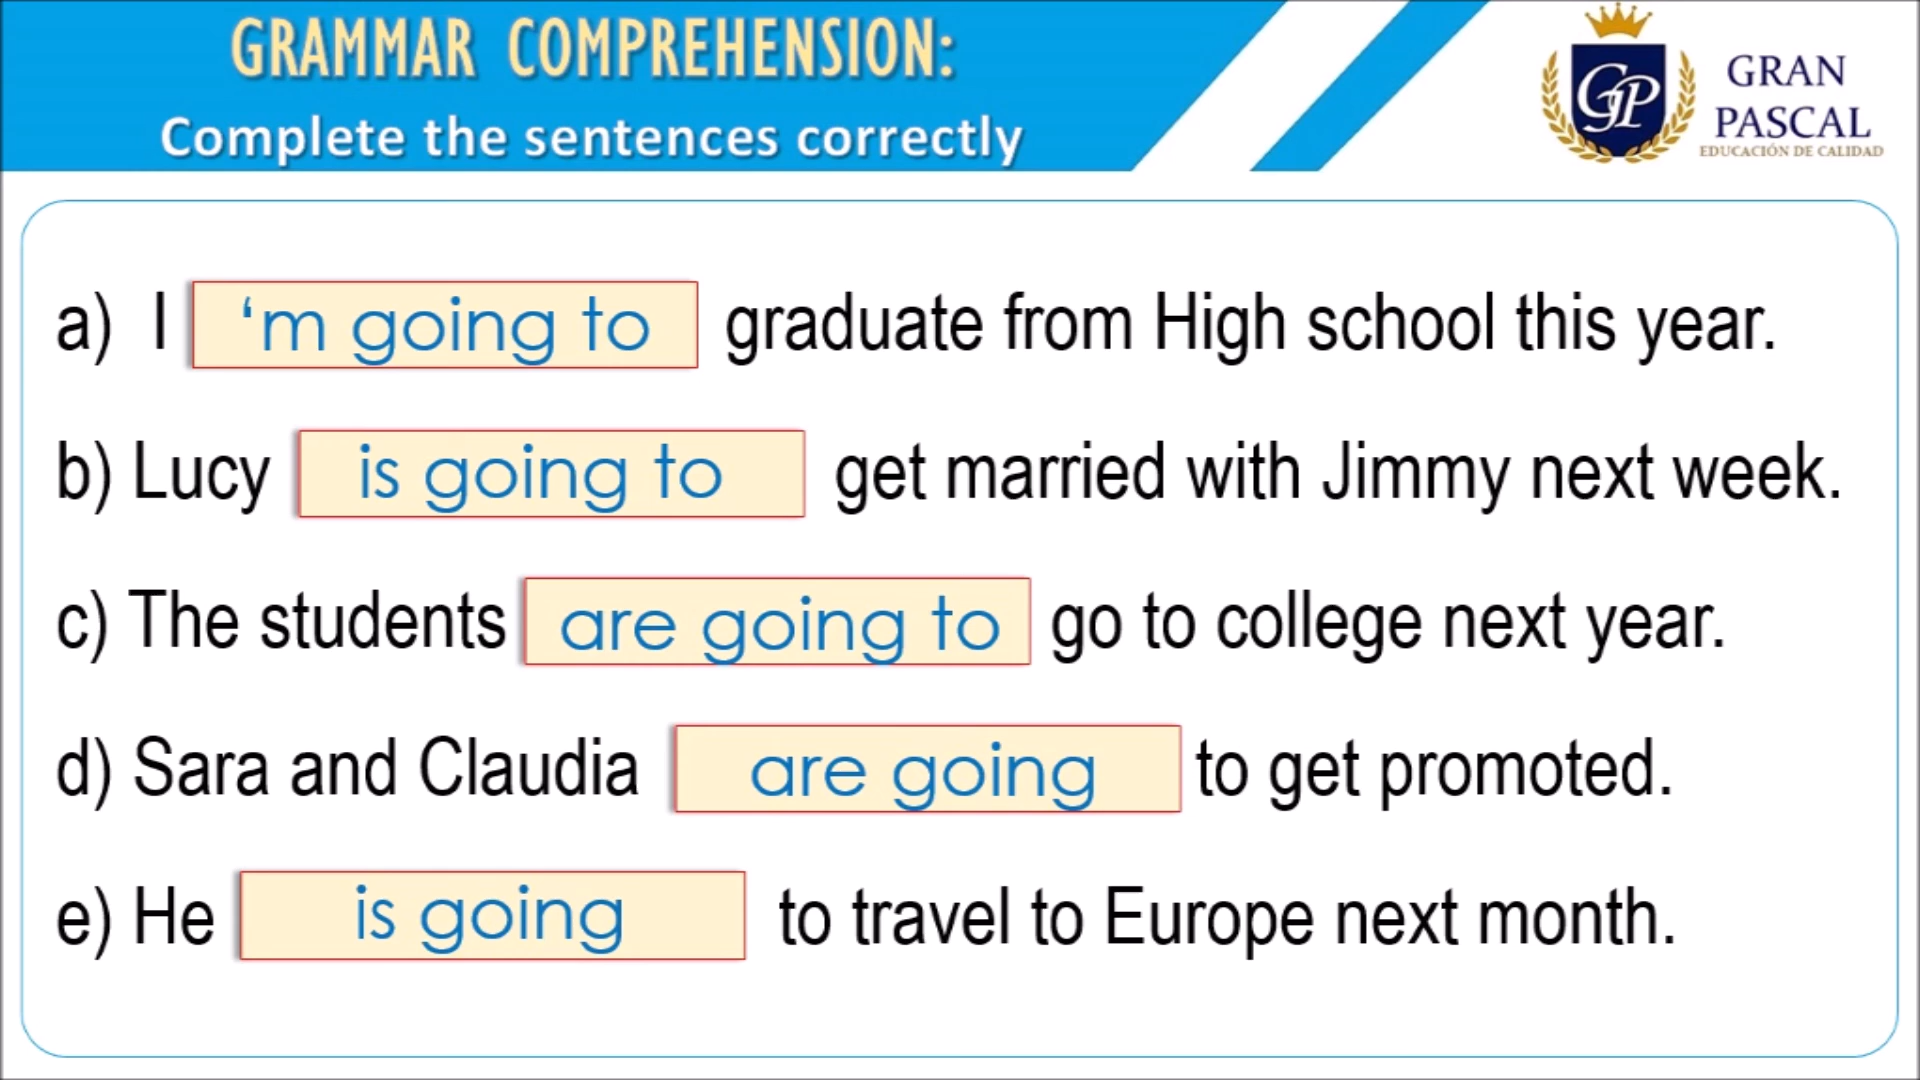 GRAMMAR COMPREHENSION:
Complete the sentences correctly
GP
GRAN
PASCAL
EDUCACIÓN DE CALIDAD
a) I ‘m going to graduate from High school this year.
b) Lucy is going to get married with Jimmy next week.
c) The students are going to go to college next year.
d) Sara and Claudia are going to get promoted.
e) He is going to travel to Europe next month.